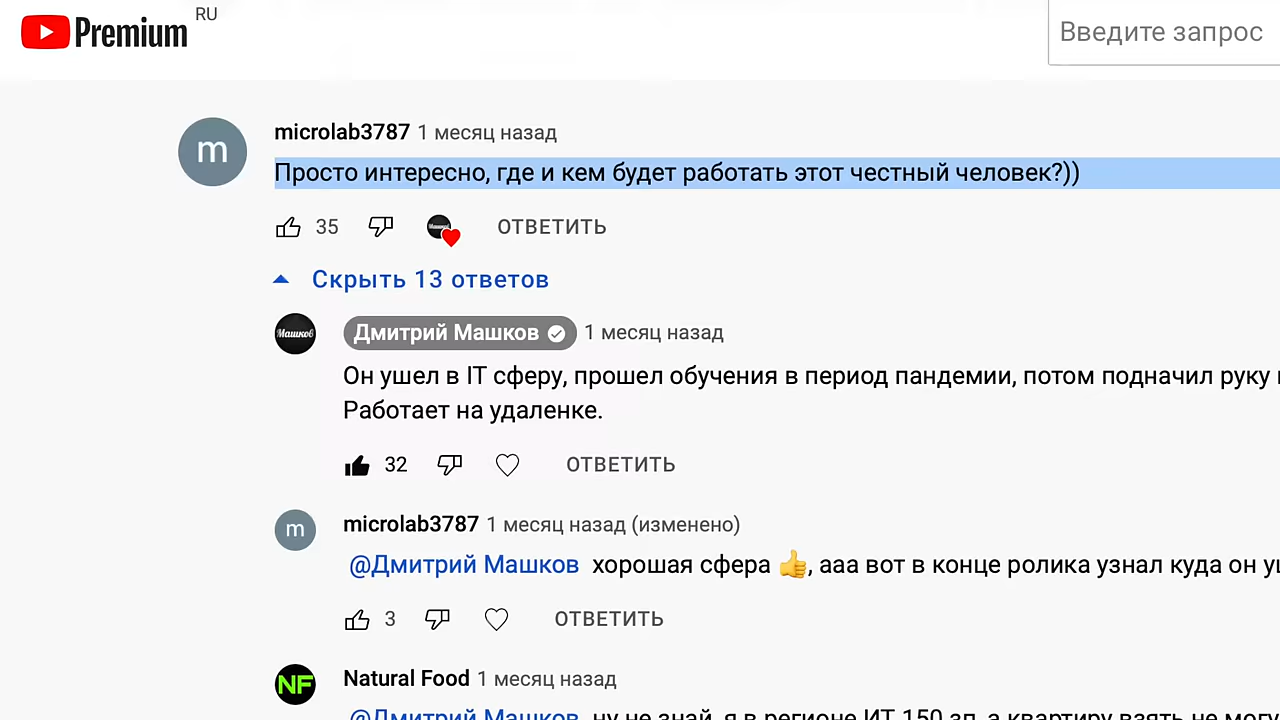 Premium RU
Введите запрос
m
microlab3787 1 месяц назад
Просто интересно, где и кем будет работать этот честный человек?))
35 ОТВЕТИТЬ
Скрыть 13 ответов
Машков
Дмитрий Машков 1 месяц назад
Он ушел в IT сферу, прошел обучения в период пандемии, потом подначил руку
Работает на удаленке.
32 ОТВЕТИТЬ
m
microlab3787 1 месяц назад (изменено)
@Дмитрий Машков хорошая сфера 👍, ааа вот в конце ролика узнал куда он
3 ОТВЕТИТЬ
NF
Natural Food 1 месяц назад
@Дмитрий Машков ну не знай, я в регионе ИТ 150 зп, а квартиру взять не